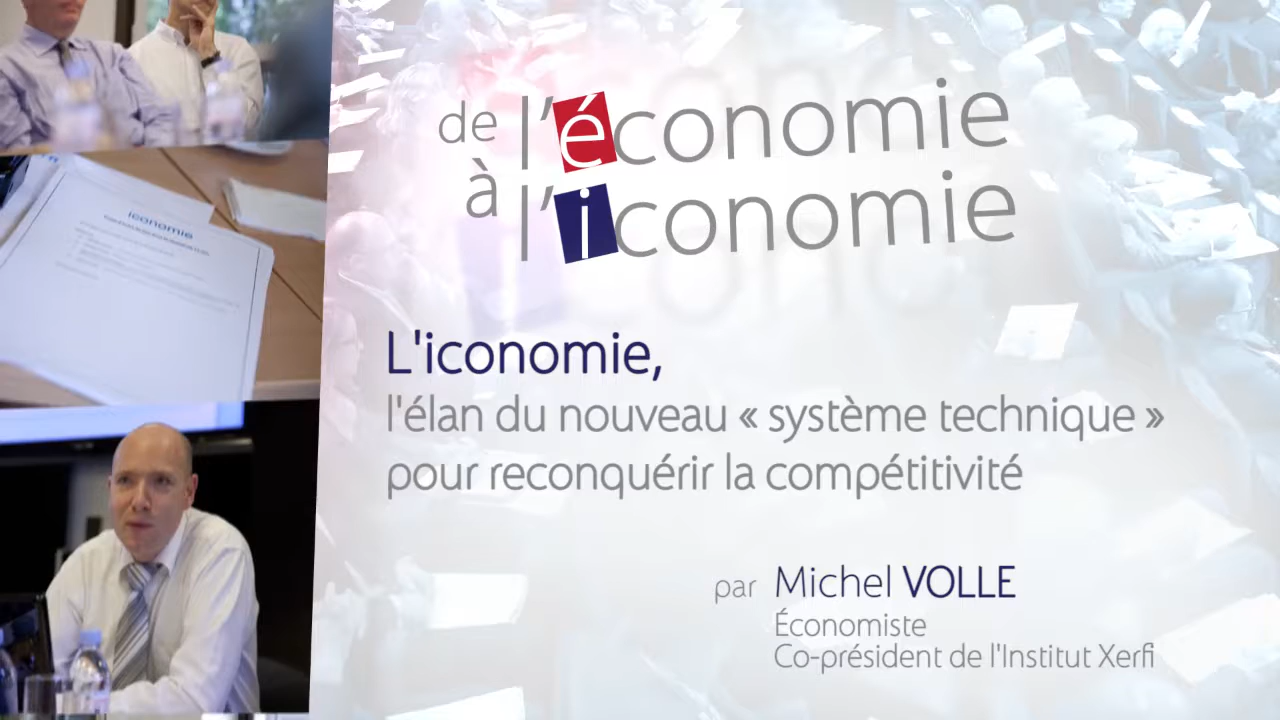 de l'économie
à l'iconomie
L'iconomie,
l'élan du nouveau « système technique »
pour reconquérir la compétitivité
par Michel VOLLE
Économiste
Co-président de l'Institut Xerfi
iconomie